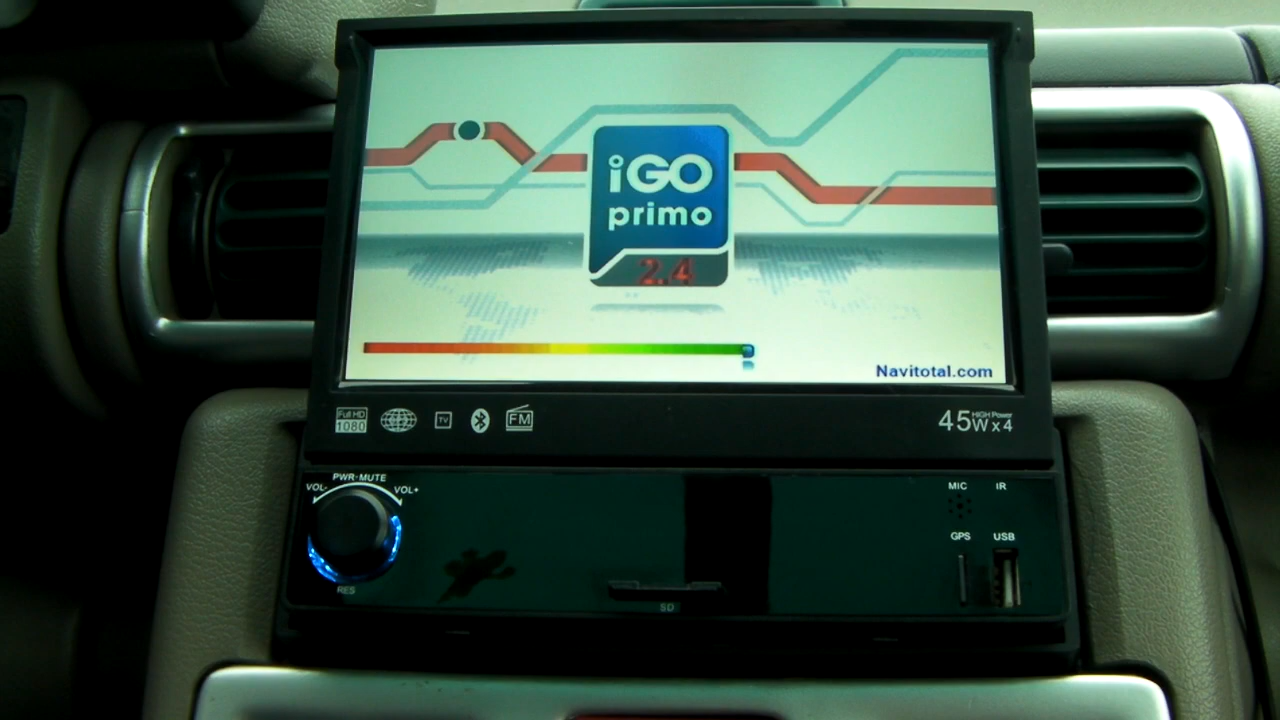 iGO
primo
2.4
Navitotal.com
Full HD
1080
TV
FM
45W x 4
HIGH Power
PWR-MUTE
VOL-
VOL+
RES
SD
MIC
IR
GPS
USB